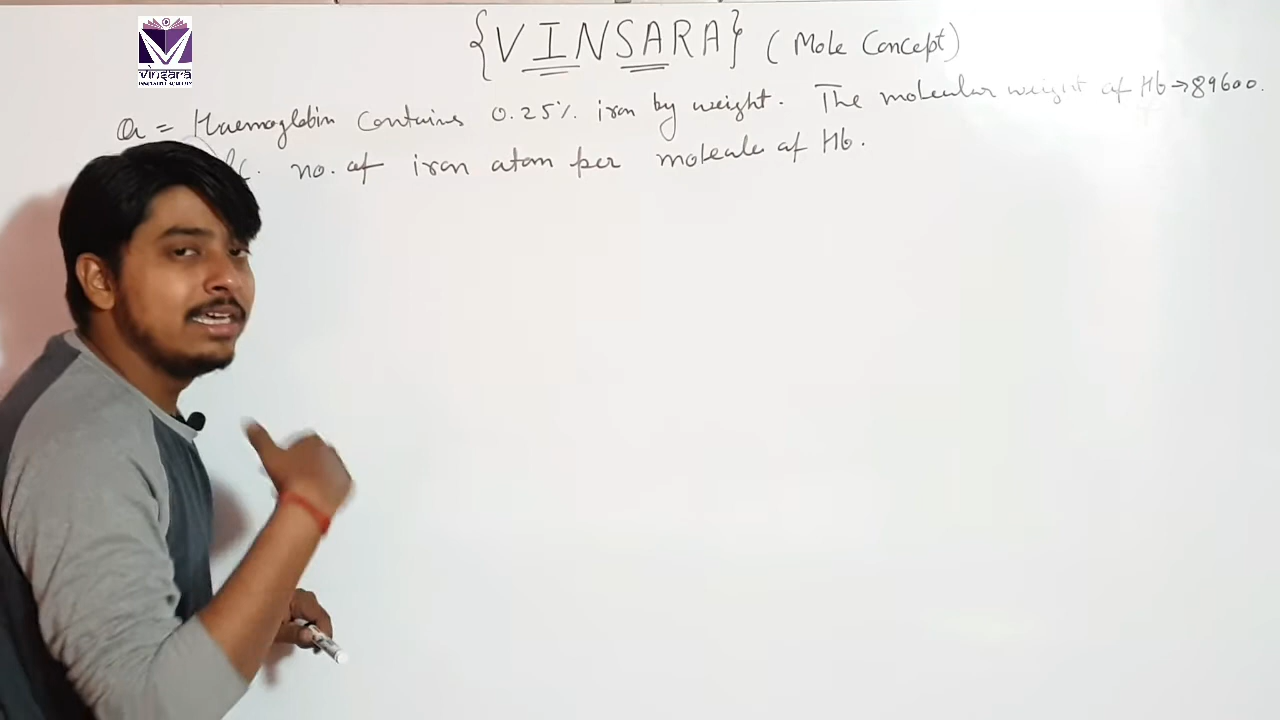 vinsara
{VINSARA} (Mole Concept)
Q = Haemoglobin contains 0.25% iron by weight. The molecular weight of Hb → 89600.
no. of iron atom per molecule of Hb.